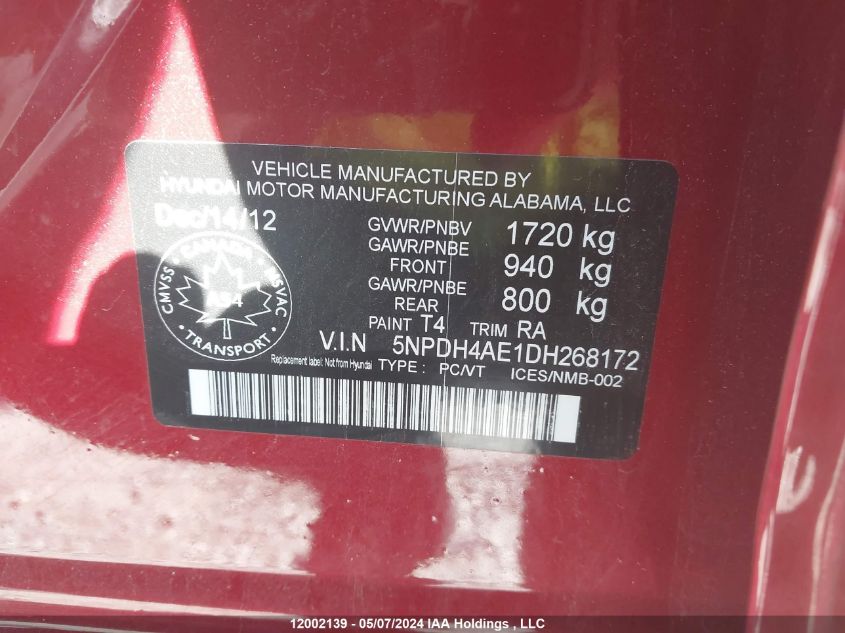 VEHICLE MANUFACTURED BY
HYUNDAI MOTOR MANUFACTURING ALABAMA, LLC
Dec/14/12
GVWR/PNBV 1720 kg
GAWR/PNBE
FRONT 940 kg
GAWR/PNBE
REAR 800 kg
PAINT T4 TRIM RA
CANADA
CMVSS NSVAC
TRANSPORT
V.I.N 5NPDH4AE1DH268172
Replacement label: Not from Hyundai TYPE : PC/VT ICES/NMB-002
12002139 - 05/07/2024 IAA Holdings , LLC